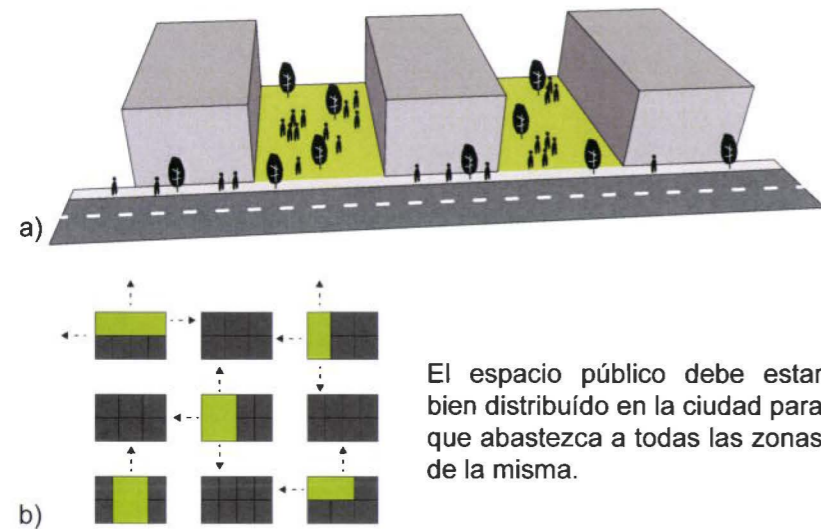 a)
b)
El espacio público debe estar
bien distribuído en la ciudad para
que abastezca a todas las zonas
de la misma.